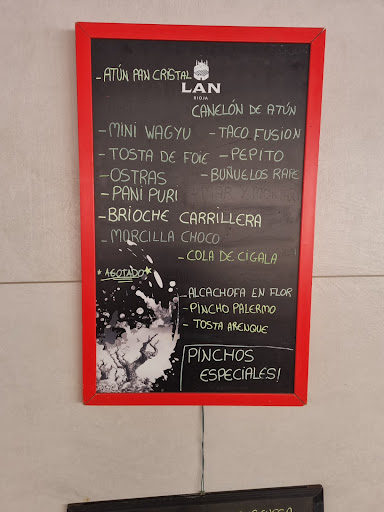 - ATÚN PAN CRISTAL
LAN
RIOJA
CANELÓN DE ATÚN
- MINI WAGYU - TACO FUSION
- TOSTA DE FOIE - PEPITO
- OSTRAS - BUÑUELOS RAPE
- PANI PURI
- BRIOCHE CARRILLERA
- MORCILLA CHOCO
- COLA DE CIGALA
* AGOTADO *
- ALCACHOFA EN FLOR
- PINCHO PALERMO
- TOSTA ARENQUE
PINCHOS
ESPECIALES!